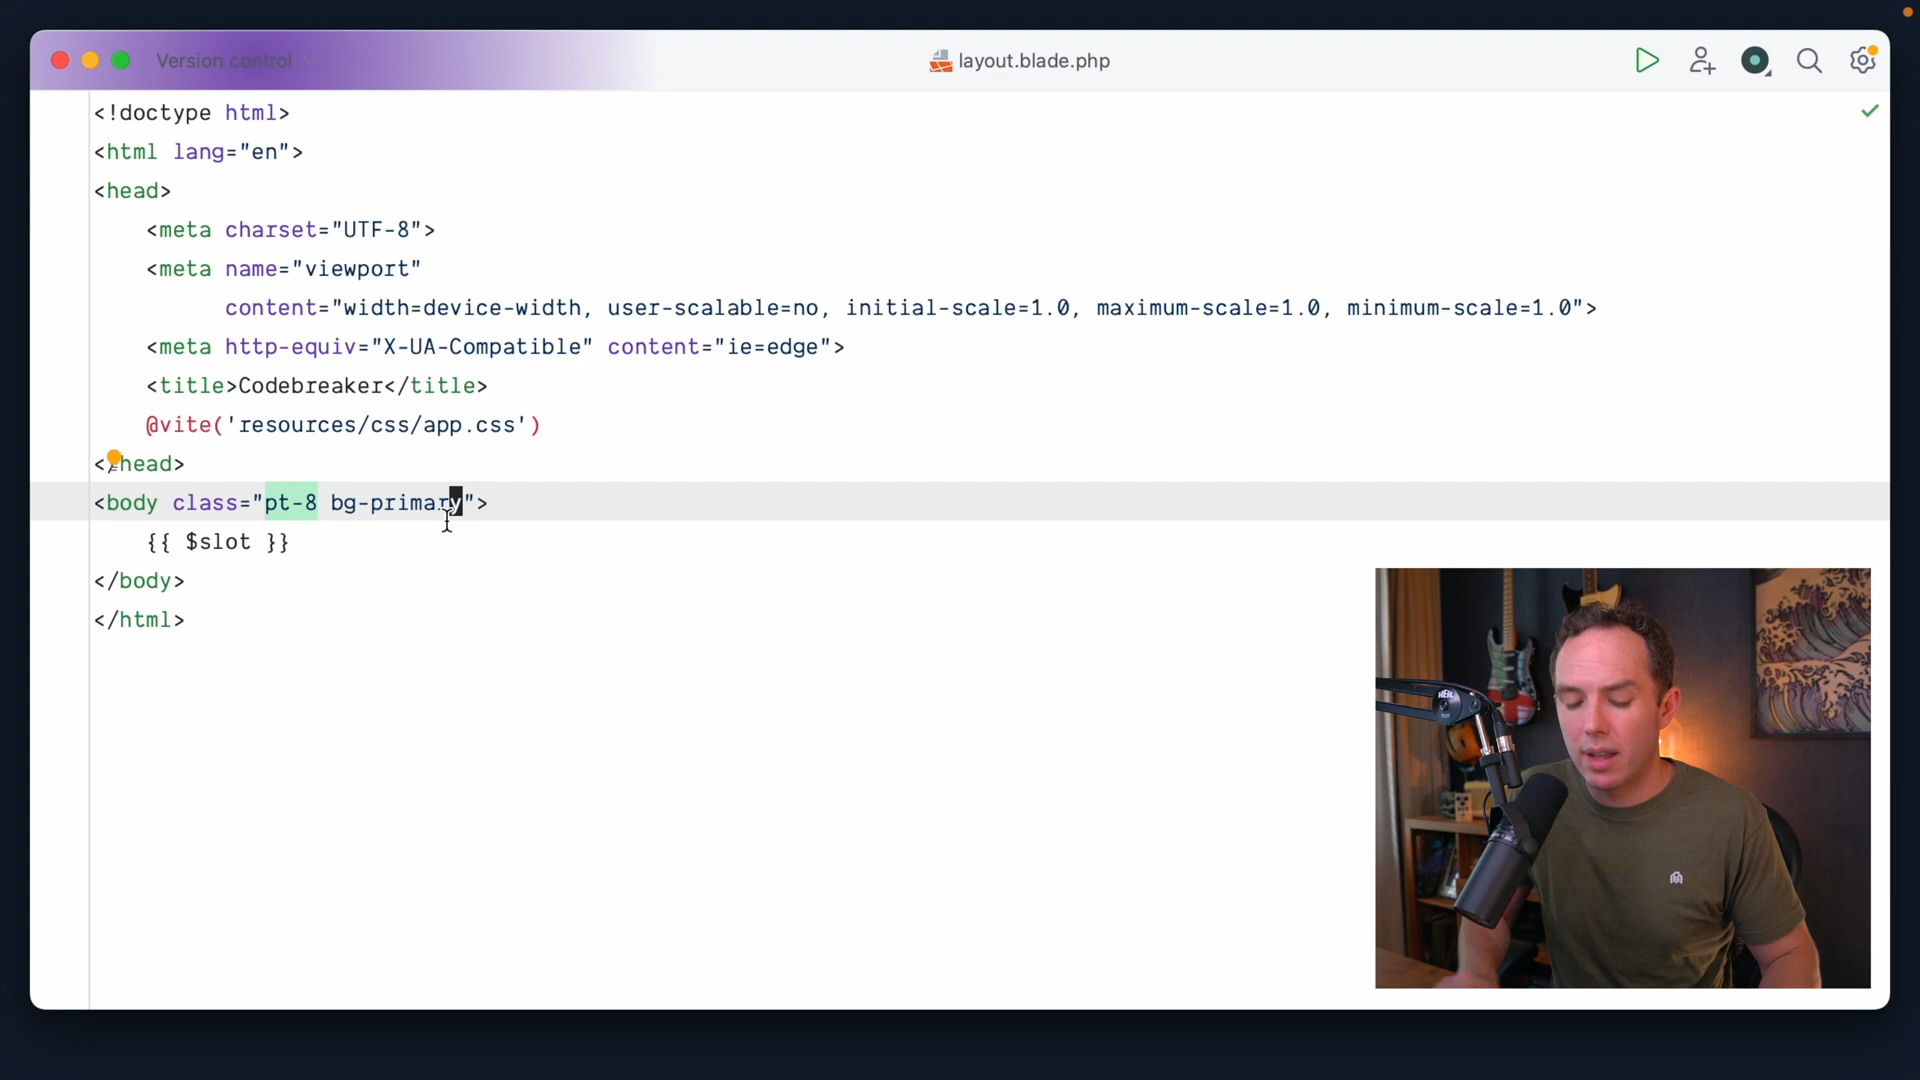 Version control
layout.blade.php
<!doctype html>
<html lang="en">
<head>
<meta charset="UTF-8">
<meta name="viewport"
content="width=device-width, user-scalable=no, initial-scale=1.0, maximum-scale=1.0, minimum-scale=1.0">
<meta http-equiv="X-UA-Compatible" content="ie=edge">
<title>Codebreaker</title>
@vite('resources/css/app.css')
</head>
<body class="pt-8 bg-primary">
{{ $slot }}
</body>
</html>